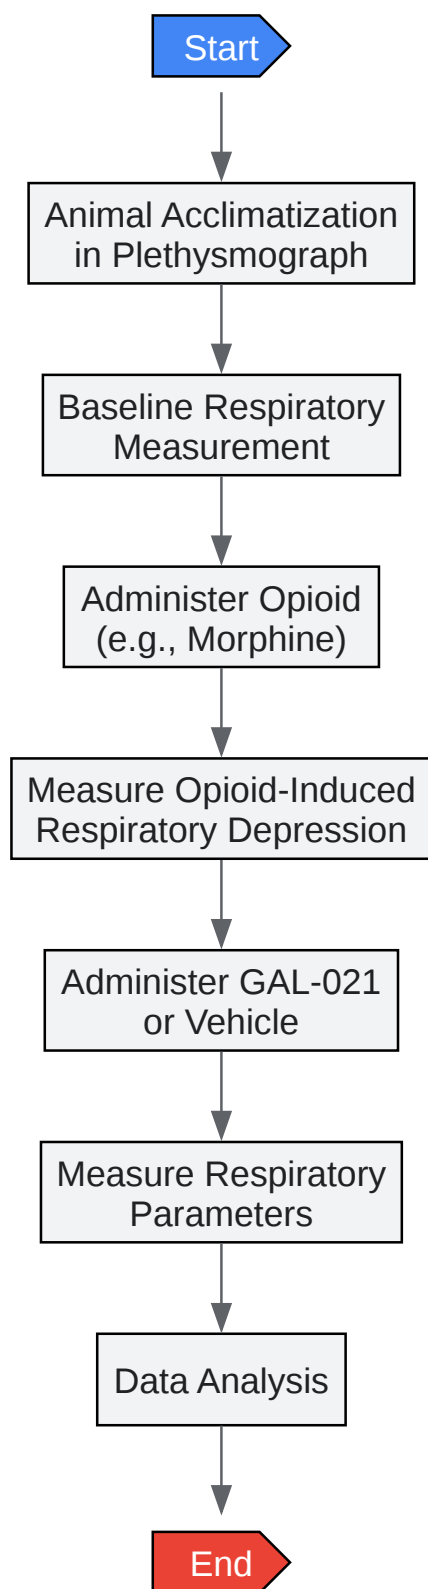 Start
Animal Acclimatization
in Plethysmograph
Baseline Respiratory
Measurement
Administer Opioid
(e.g., Morphine)
Measure Opioid-Induced
Respiratory Depression
Administer GAL-021
or Vehicle
Measure Respiratory
Parameters
Data Analysis
End